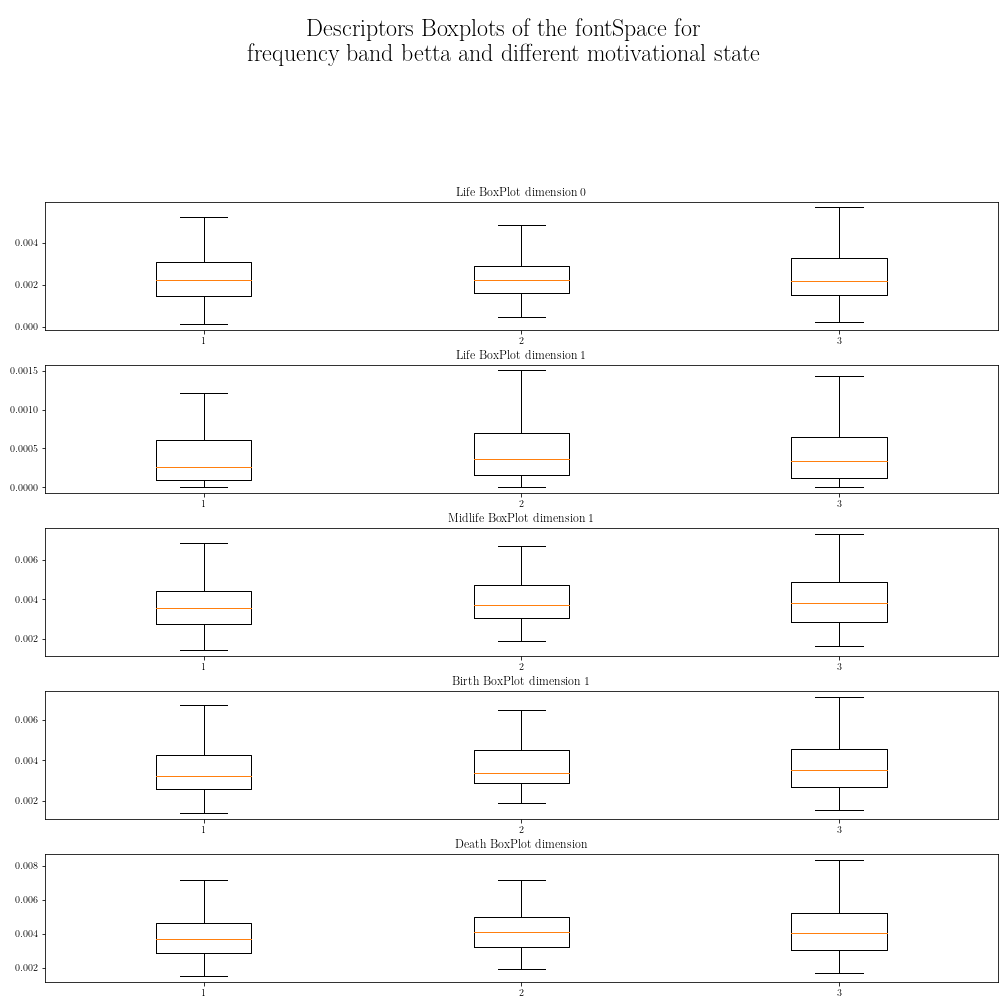 Descriptors Boxplots of the fontSpace for
frequency band betta and different motivational state
Life BoxPlot dimension 0
0.004
0.002
0.000
1 2 3
Life BoxPlot dimension 1
0.0015
0.0010
0.0005
0.0000
1 2 3
Midlife BoxPlot dimension 1
0.006
0.004
0.002
1 2 3
Birth BoxPlot dimension 1
0.006
0.004
0.002
1 2 3
Death BoxPlot dimension
0.008
0.006
0.004
0.002
1 2 3